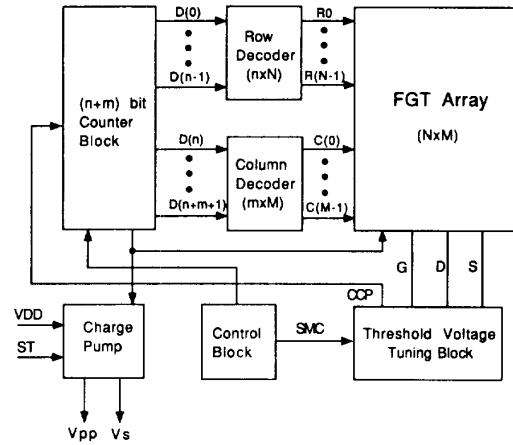 D(0)
D(n-1)
D(n)
D(n+m+1)
(n+m) bit
Counter
Block
Row
Decoder
(nxN)
R0
R(N-1)
Column
Decoder
(mxM)
C(0)
C(M-1)
FGT Array
(NxM)
G
D
S
CCP
VDD
ST
Charge
Pump
Vpp
Vs
Control
Block
SMC
Threshold Voltage
Tuning Block